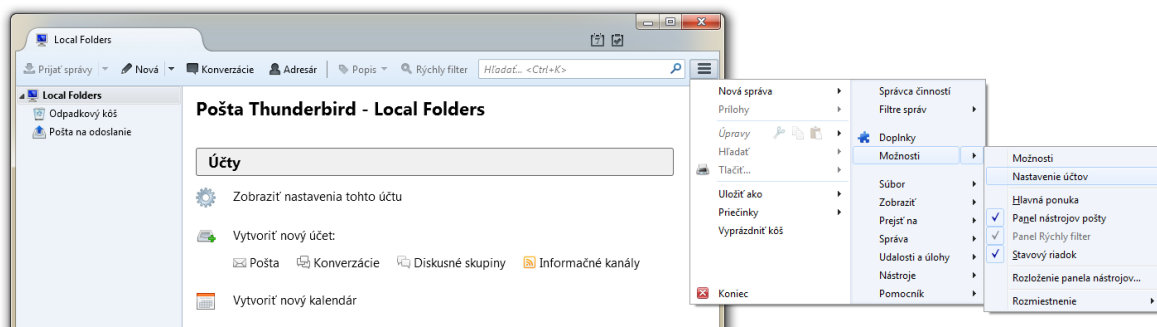 Local Folders
Prijať správy Nová Konverzácie Adresár Popis Rýchly filter Hľadať... <Ctrl+K>
Local Folders
Odpadkový kôš
Pošta na odoslanie
Pošta Thunderbird - Local Folders
Účty
Zobraziť nastavenia tohto účtu
Vytvoriť nový účet:
Pošta Konverzácie Diskusné skupiny Informačné kanály
Vytvoriť nový kalendár
Nová správa
Prílohy
Úpravy
Hľadať
Tlačiť...
Uložiť ako
Priečinky
Vyprázdniť kôš
Koniec
Správca činností
Filtre správ
Doplnky
Možnosti
Súbor
Zobraziť
Prejsť na
Správa
Udalosti a úlohy
Nástroje
Pomocník
Možnosti
Nastavenie účtov
Hlavná ponuka
Panel nástrojov pošty
Panel Rýchly filter
Stavový riadok
Rozloženie panela nástrojov...
Rozmiestnenie